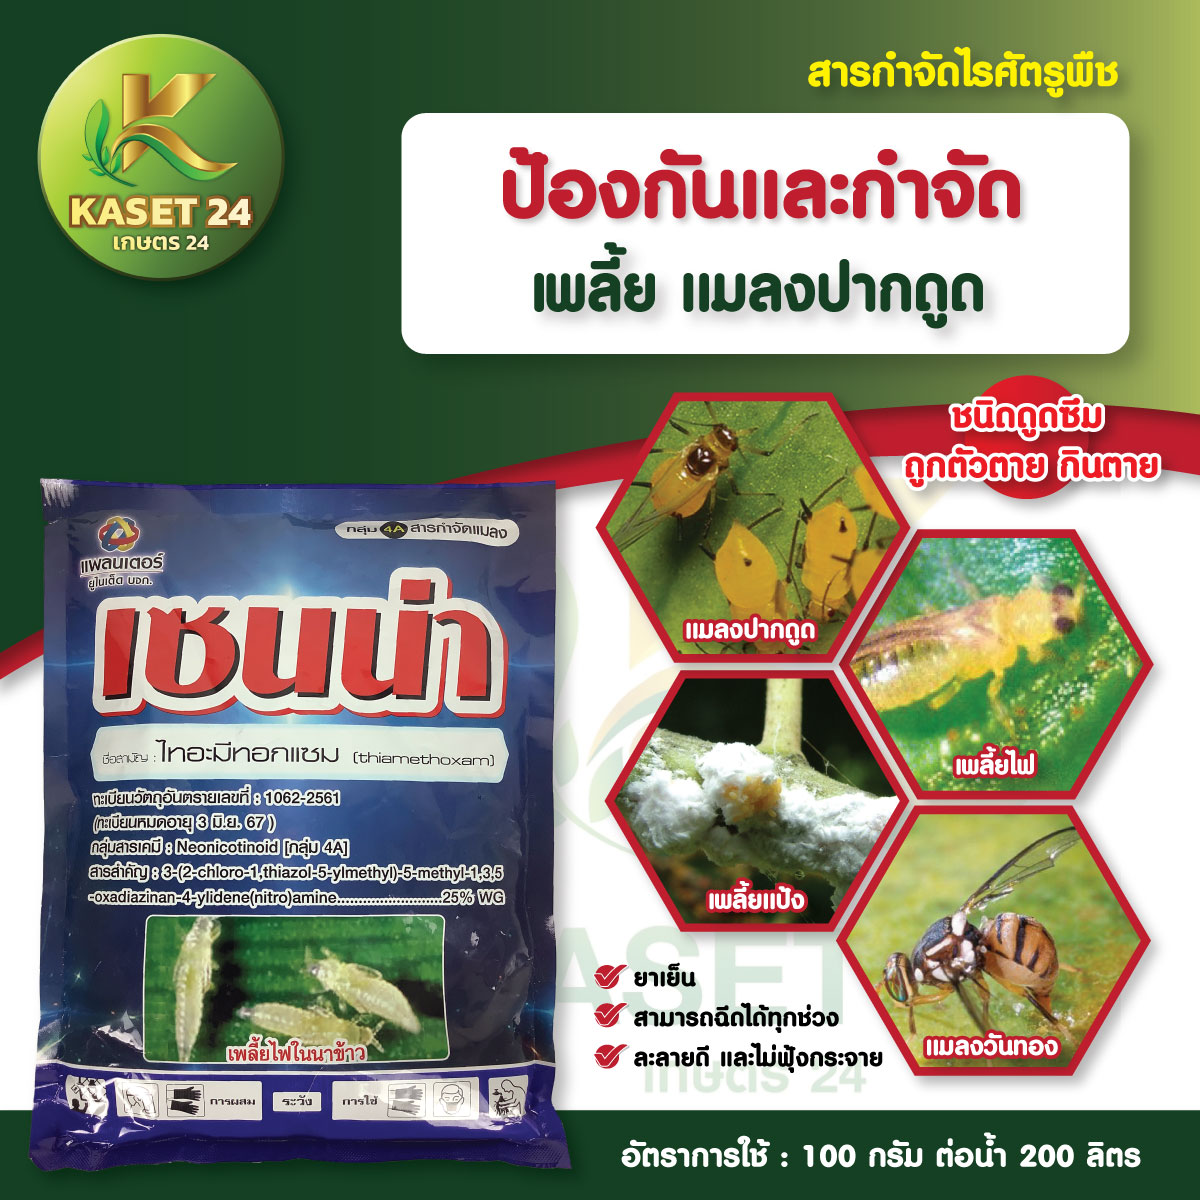 KASET 24
เกษตร 24
สารกำจัดไรศัตรูพืช
ป้องกันและกำจัด
เพลี้ย แมลงปากดูด
ชนิดดูดซึม
ถูกตัวตาย กินตาย
แมลงปากดูด
เพลี้ยไฟ
เพลี้ยแป้ง
แมลงวันทอง
กลุ่ม 4A สารกำจัดแมลง
แพลนเตอร์
ยูไนเต็ด บจก.
เซนน่า
ชื่อสามัญ : ไทอะมีทอกแซม (thiamethoxam)
ทะเบียนวัตถุอันตรายเลขที่ : 1062-2561
(ทะเบียนหมดอายุ 3 มิ.ย. 67 )
กลุ่มสารเคมี : Neonicotinoid [กลุ่ม 4A]
สารสำคัญ : 3-(2-chloro-1,thiazol-5-ylmethyl)-5-methyl-1,3,5
-oxadiazinan-4-ylidene(nitro)amine.........................25% WG
เพลี้ยไฟในนาข้าว
การผสม ระวัง การใช้
ยาเย็น
สามารถฉีดได้ทุกช่วง
ละลายดี และไม่ฟุ้งกระจาย
KASET
เกษตร 24
อัตราการใช้ : 100 กรัม ต่อน้ำ 200 ลิตร